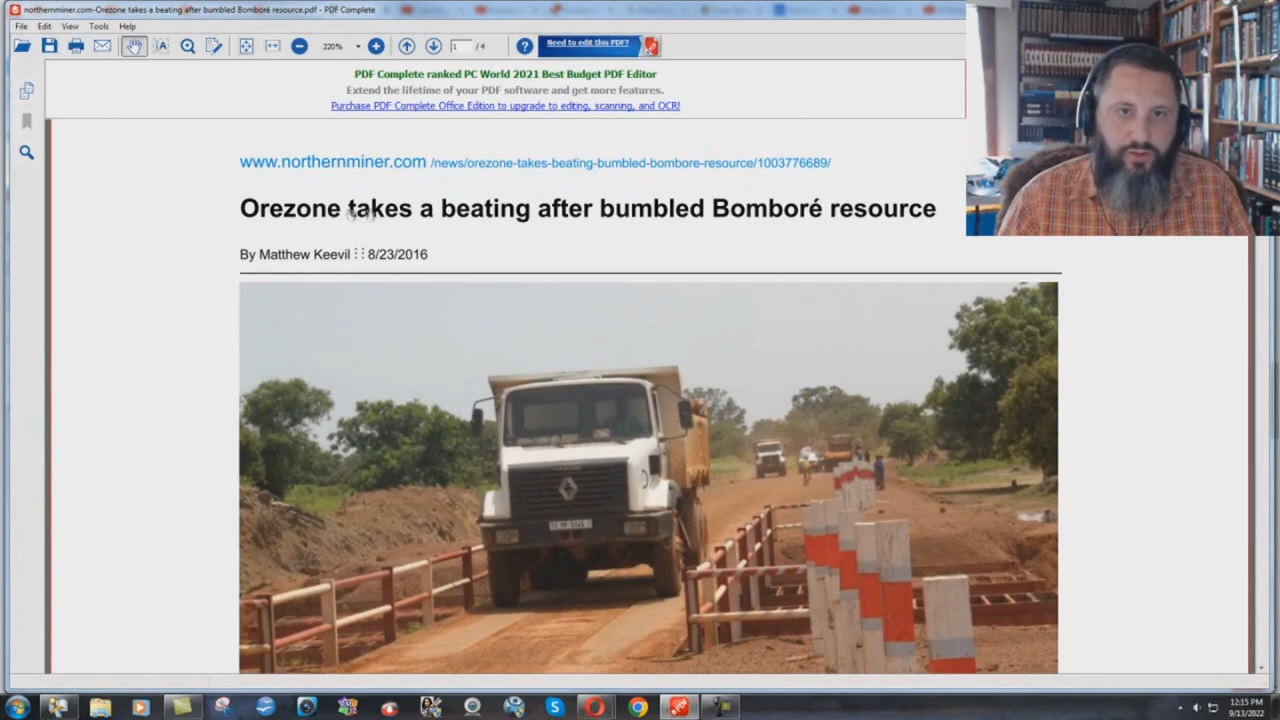 northernminer.com-Orezone takes a beating after bumbled Bomboré resource.pdf - PDF Complete
File Edit View Tools Help
220% 1 / 4 Need to edit this PDF?
PDF Complete ranked PC World 2021 Best Budget PDF Editor
Extend the lifetime of your PDF software and get more features.
Purchase PDF Complete Office Edition to upgrade to editing, scanning, and OCR!
www.northernminer.com /news/orezone-takes-beating-bumbled-bombore-resource/1003776689/
Orezone takes a beating after bumbled Bomboré resource
By Matthew Keevil ⋮⋮ 8/23/2016
12:15 PM
9/13/2022